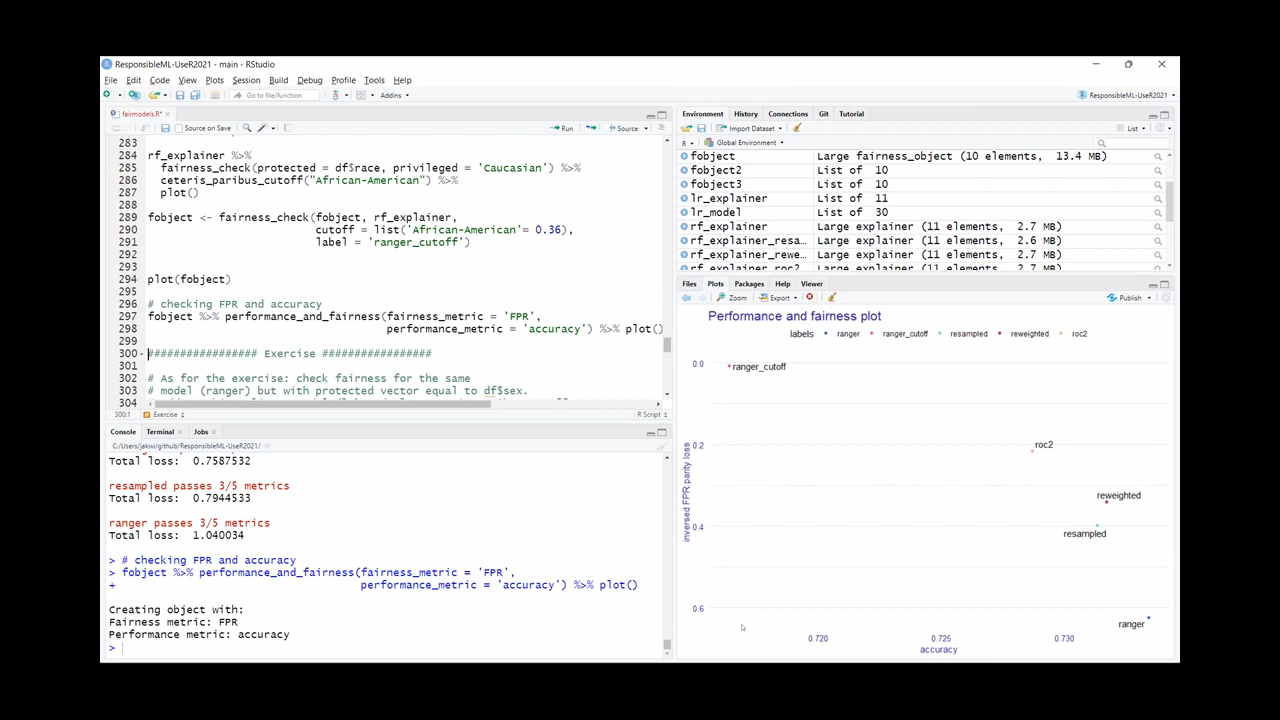 ResponsibleML-UseR2021 - main - RStudio
File Edit Code View Plots Session Build Debug Profile Tools Help
Go to file/function Addins ResponsibleML-UseR2021
fairmodels.R*
Source on Save Run Source
283
284 rf_explainer %>%
285 fairness_check(protected = df$race, privileged = 'Caucasian') %>%
286 ceteris_paribus_cutoff("African-American") %>%
287 plot()
288
289 fobject <- fairness_check(fobject, rf_explainer,
290 cutoff = list('African-American'= 0.36),
291 label = 'ranger_cutoff')
292
293
294 plot(fobject)
295
296 # checking FPR and accuracy
297 fobject %>% performance_and_fairness(fairness_metric = 'FPR',
298 performance_metric = 'accuracy') %>% plot()
299
300 ################# Exercise #################
301
302 # As for the exercise: check fairness for the same
303 # model (ranger) but with protected vector equal to df$sex.
304
300:1 Exercise R Script
Console Terminal Jobs
C:/Users/jakwi/github/ResponsibleML-UseR2021/
Total loss: 0.7587532
resampled passes 3/5 metrics
Total loss: 0.7944533
ranger passes 3/5 metrics
Total loss: 1.040034
> # checking FPR and accuracy
> fobject %>% performance_and_fairness(fairness_metric = 'FPR',
+ performance_metric = 'accuracy') %>% plot()
Creating object with:
Fairness metric: FPR
Performance metric: accuracy
>
Environment History Connections Git Tutorial
Import Dataset List
R Global Environment
fobject Large fairness_object (10 elements, 13.4 MB)
fobject2 List of 10
fobject3 List of 10
lr_explainer List of 11
lr_model List of 30
rf_explainer Large explainer (11 elements, 2.7 MB)
rf_explainer_resa... Large explainer (11 elements, 2.6 MB)
rf_explainer_rewe... Large explainer (11 elements, 2.7 MB)
rf_explainer_roc2 Large explainer (11 elements, 2.7 MB)
Files Plots Packages Help Viewer
Zoom Export Publish
Performance and fairness plot
labels ranger ranger_cutoff resampled reweighted roc2
inversed FPR parity loss
0.0
ranger_cutoff
0.2
roc2
reweighted
0.4
resampled
0.6
ranger
0.720 0.725 0.730
accuracy